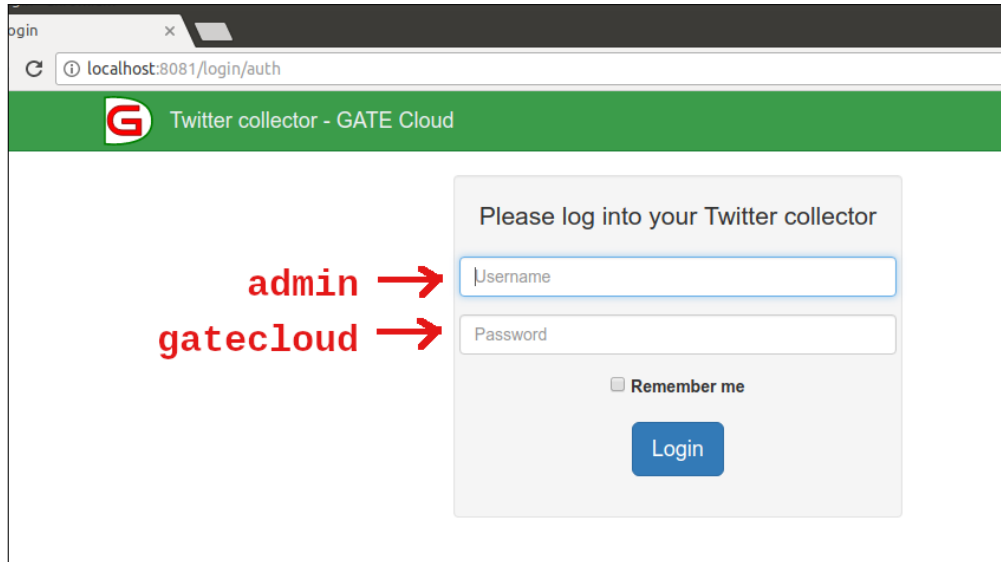 ogin
localhost:8081/login/auth
G Twitter collector - GATE Cloud
Please log into your Twitter collector
admin Username
gatecloud Password
Remember me
Login